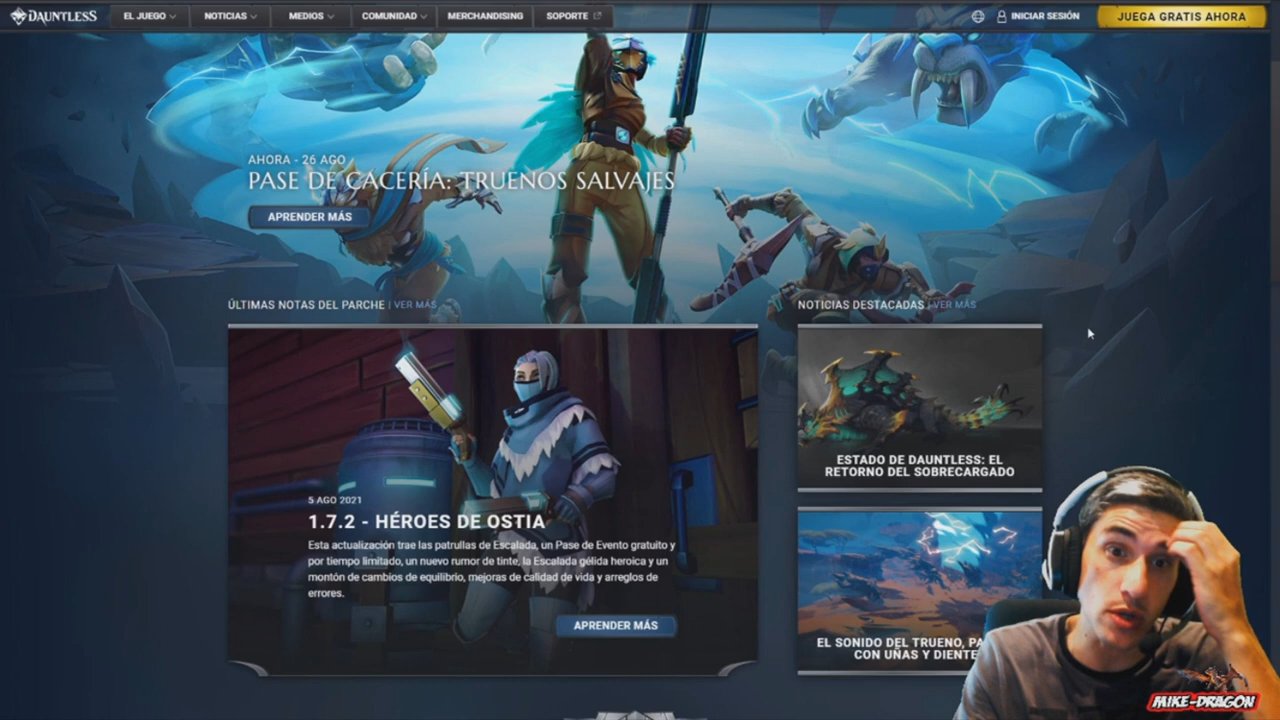 DAUNTLESS
EL JUEGO
NOTICIAS
MEDIOS
COMUNIDAD
MERCHANDISING
SOPORTE
INICIAR SESIÓN
JUEGA GRATIS AHORA
AHORA - 26 AGO
PASE DE CACERÍA: TRUENOS SALVAJES
APRENDER MÁS
ÚLTIMAS NOTAS DEL PARCHE | VER MÁS
NOTICIAS DESTACADAS | VER MÁS
5 AGO 2021
1.7.2 - HÉROES DE OSTIA
Esta actualización trae las patrullas de Escalada, un Pase de Evento gratuito y
por tiempo limitado, un nuevo rumor de tinte, la Escalada gélida heroica y un
montón de cambios de equilibrio, mejoras de calidad de vida y arreglos de
errores.
APRENDER MÁS
ESTADO DE DAUNTLESS: EL
RETORNO DEL SOBRECARGADO
EL SONIDO DEL TRUENO, PA
CON UÑAS Y DIENTE
MIKE-DRAGON